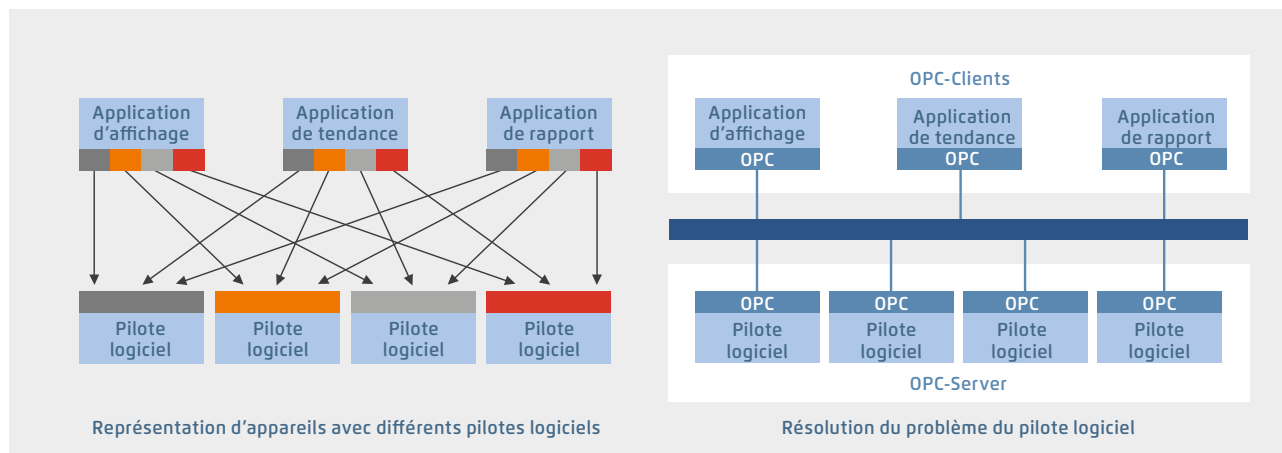 Application
d’affichage
Application
de tendance
Application
de rapport
Pilote
logiciel
Pilote
logiciel
Pilote
logiciel
Pilote
logiciel
Représentation d’appareils avec différents pilotes logiciels
OPC-Clients
Application
d’affichage
OPC
Application
de tendance
OPC
Application
de rapport
OPC
OPC
Pilote
logiciel
OPC
Pilote
logiciel
OPC
Pilote
logiciel
OPC
Pilote
logiciel
OPC-Server
Résolution du problème du pilote logiciel